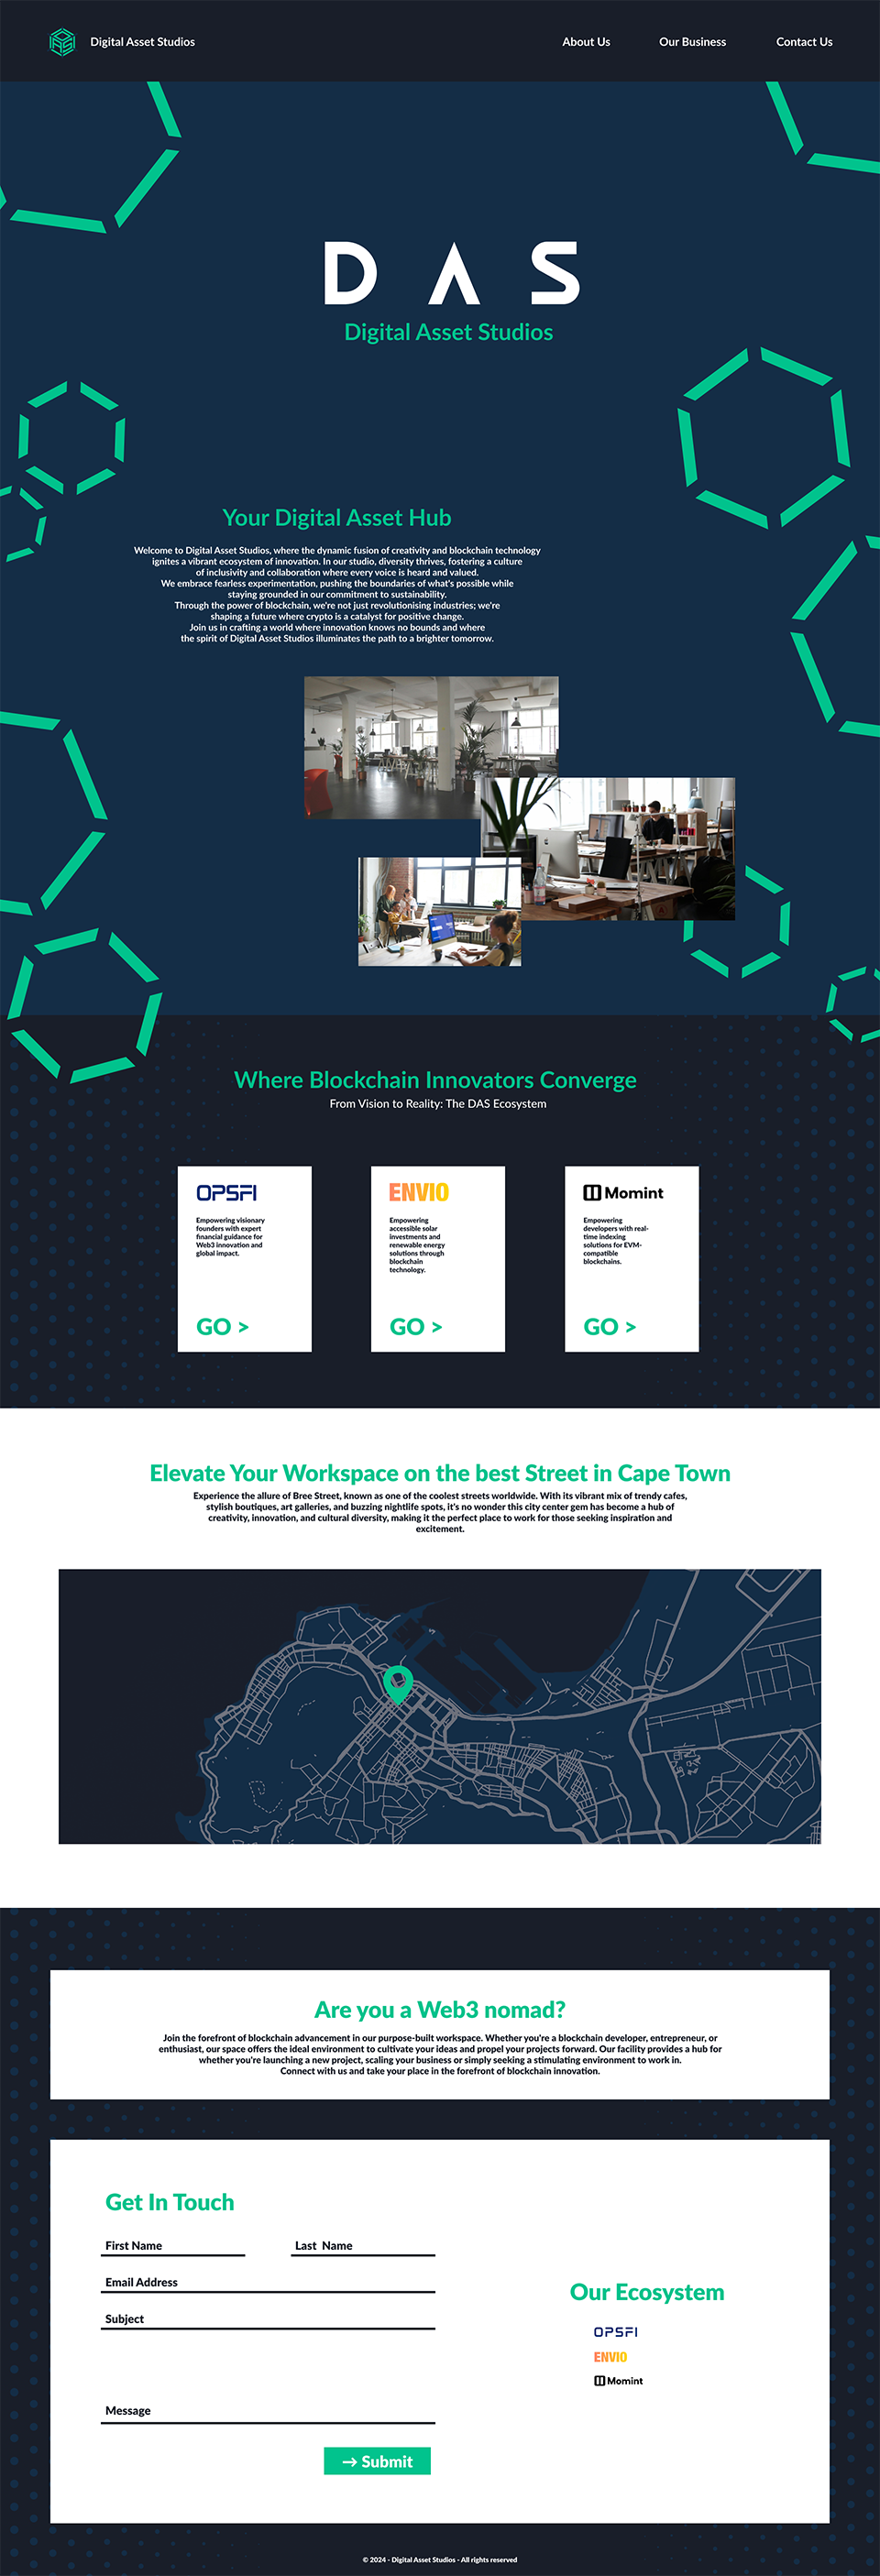 Digital Asset Studios
About Us
Our Business
Contact Us
DAS
Digital Asset Studios
Your Digital Asset Hub
Welcome to Digital Asset Studios, where the dynamic fusion of creativity and blockchain technology
ignites a vibrant ecosystem of innovation. In our studio, diversity thrives, fostering a culture
of inclusivity and collaboration where every voice is heard and valued.
We embrace fearless experimentation, pushing the boundaries of what's possible while
staying grounded in our commitment to sustainability.
Through the power of blockchain, we're not just revolutionising industries; we're
shaping a future where crypto is a catalyst for positive change.
Join us in crafting a world where innovation knows no bounds and where
the spirit of Digital Asset Studios illuminates the path to a brighter tomorrow.
Where Blockchain Innovators Converge
From Vision to Reality: The DAS Ecosystem
OPSFI
Empowering visionary
founders with expert
financial guidance for
Web3 innovation and
global impact.
GO >
ENVIO
Empowering
accessible solar
investments and
renewable energy
solutions through
blockchain
technology.
GO >
Momint
Empowering
developers with real-
time indexing
solutions for EVM-
compatible
blockchains.
GO >
Elevate Your Workspace on the best Street in Cape Town
Experience the allure of Bree Street, known as one of the coolest streets worldwide. With its vibrant mix of trendy cafes,
stylish boutiques, art galleries, and buzzing nightlife spots, it's no wonder this city center gem has become a hub of
creativity, innovation, and cultural diversity, making it the perfect place to work for those seeking inspiration and
excitement.
Are you a Web3 nomad?
Join the forefront of blockchain advancement in our purpose-built workspace. Whether you're a blockchain developer, entrepreneur, or
enthusiast, our space offers the ideal environment to cultivate your ideas and propel your projects forward. Our facility provides a hub for
whether you're launching a new project, scaling your business or simply seeking a stimulating environment to work in.
Connect with us and take your place in the forefront of blockchain innovation.
Get In Touch
First Name
Last Name
Email Address
Subject
Message
→ Submit
Our Ecosystem
OPSFI
ENVIO
Momint
© 2024 - Digital Asset Studios - All rights reserved